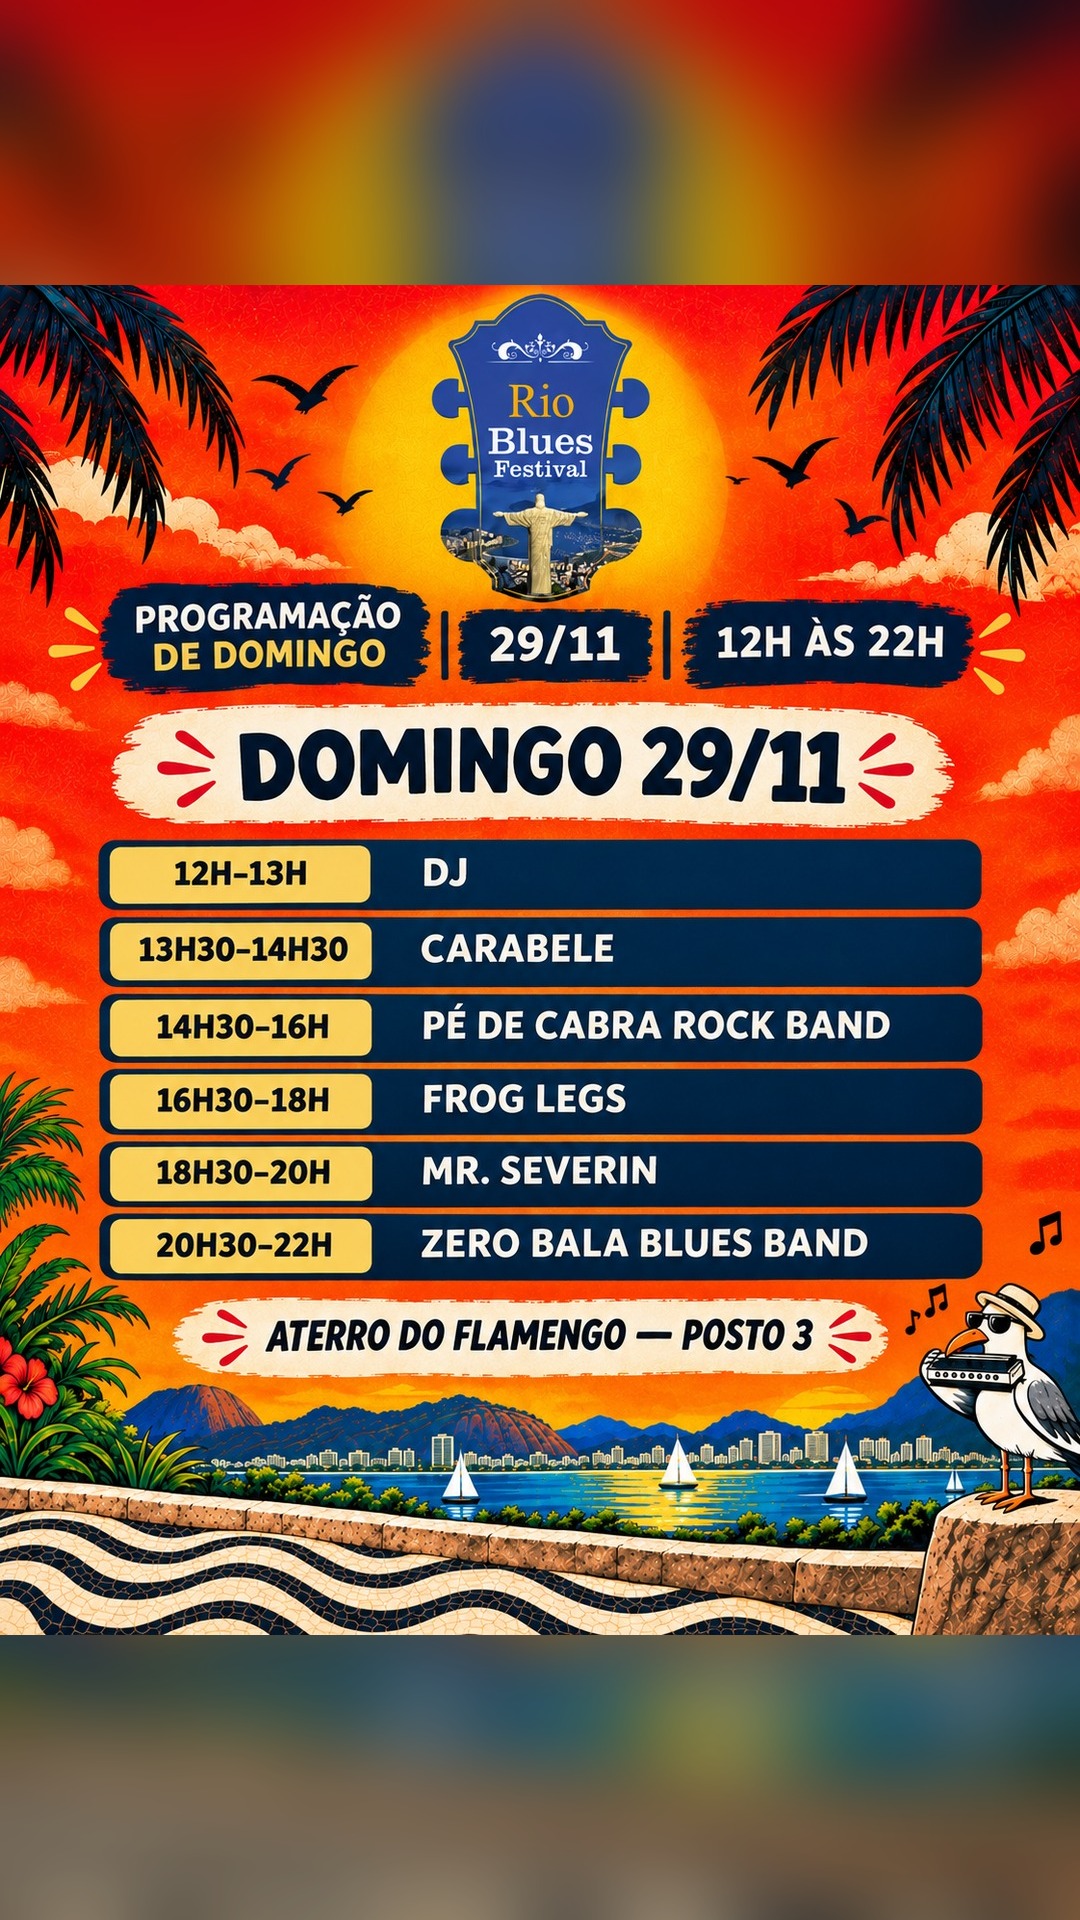 Rio
Blues
Festival
PROGRAMAÇÃO
DE DOMINGO
29/11
12H ÀS 22H
DOMINGO 29/11
12H–13H DJ
13H30–14H30 CARABELE
14H30–16H PÉ DE CABRA ROCK BAND
16H30–18H FROG LEGS
18H30–20H MR. SEVERIN
20H30–22H ZERO BALA BLUES BAND
ATERRO DO FLAMENGO — POSTO 3